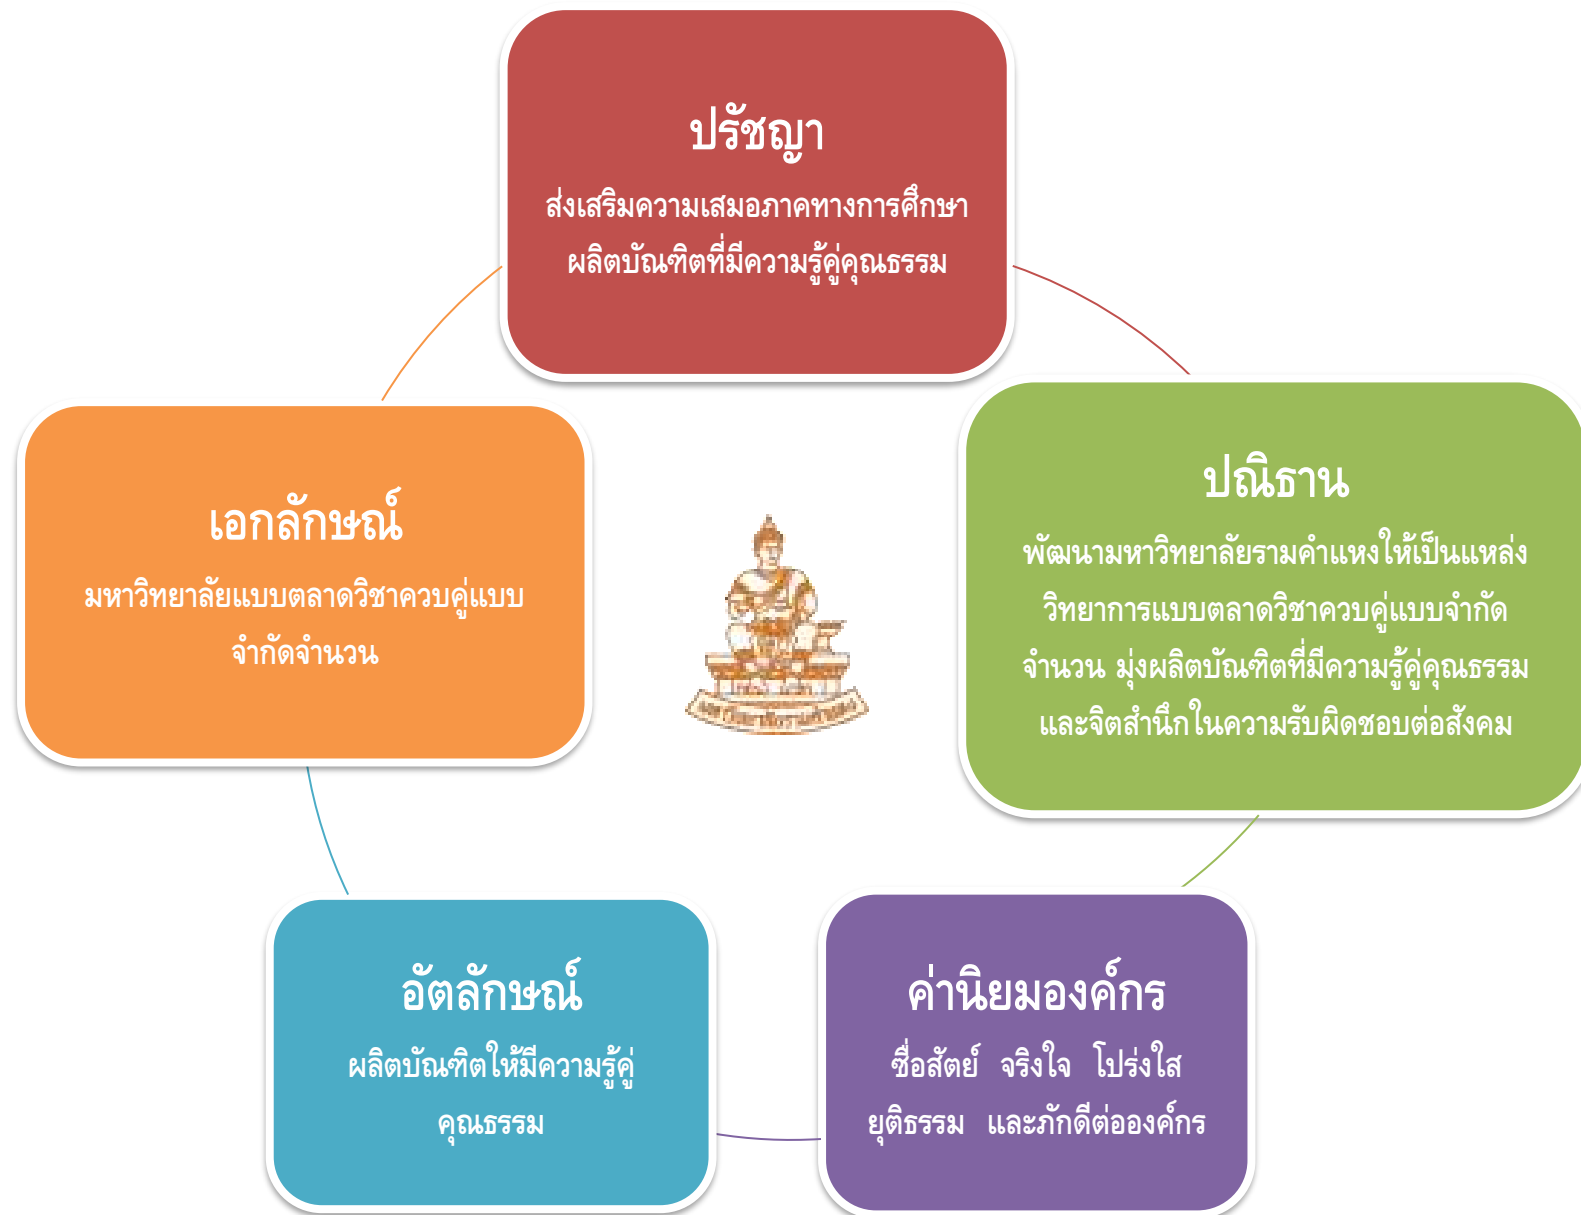 ปรัชญา
ส่งเสริมความเสมอภาคทางการศึกษา
ผลิตบัณฑิตที่มีความรู้คู่คุณธรรม
ปณิธาน
พัฒนามหาวิทยาลัยรามคำแหงให้เป็นแหล่ง
วิทยาการแบบตลาดวิชาควบคู่แบบจำกัด
จำนวน มุ่งผลิตบัณฑิตที่มีความรู้คู่คุณธรรม
และจิตสำนึกในความรับผิดชอบต่อสังคม
ค่านิยมองค์กร
ซื่อสัตย์ จริงใจ โปร่งใส
ยุติธรรม และภักดีต่อองค์กร
อัตลักษณ์
ผลิตบัณฑิตให้มีความรู้คู่
คุณธรรม
เอกลักษณ์
มหาวิทยาลัยแบบตลาดวิชาควบคู่แบบ
จำกัดจำนวน